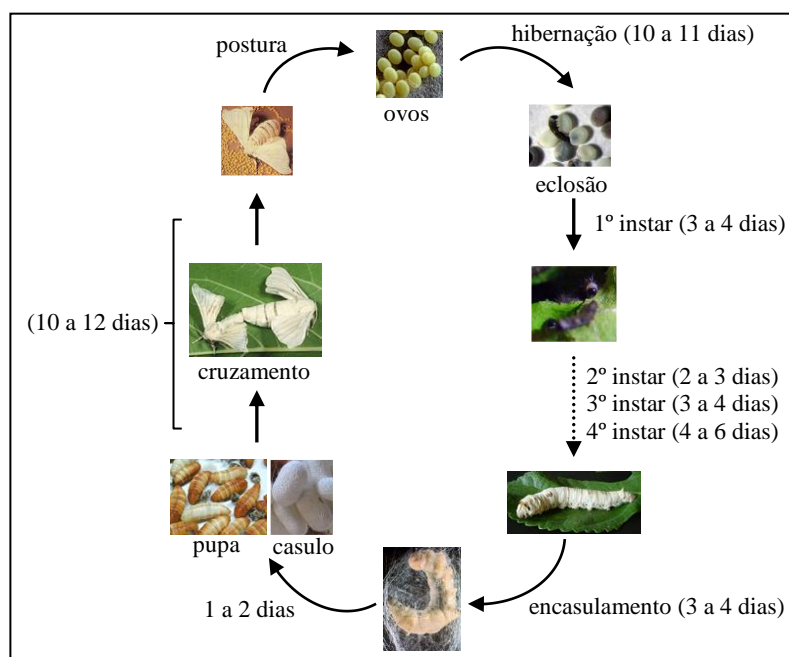 postura
hibernação (10 a 11 dias)
ovos
eclosão
1º instar (3 a 4 dias)
(10 a 12 dias)
cruzamento
2º instar (2 a 3 dias)
3º instar (3 a 4 dias)
4º instar (4 a 6 dias)
pupa
casulo
1 a 2 dias
encasulamento (3 a 4 dias)